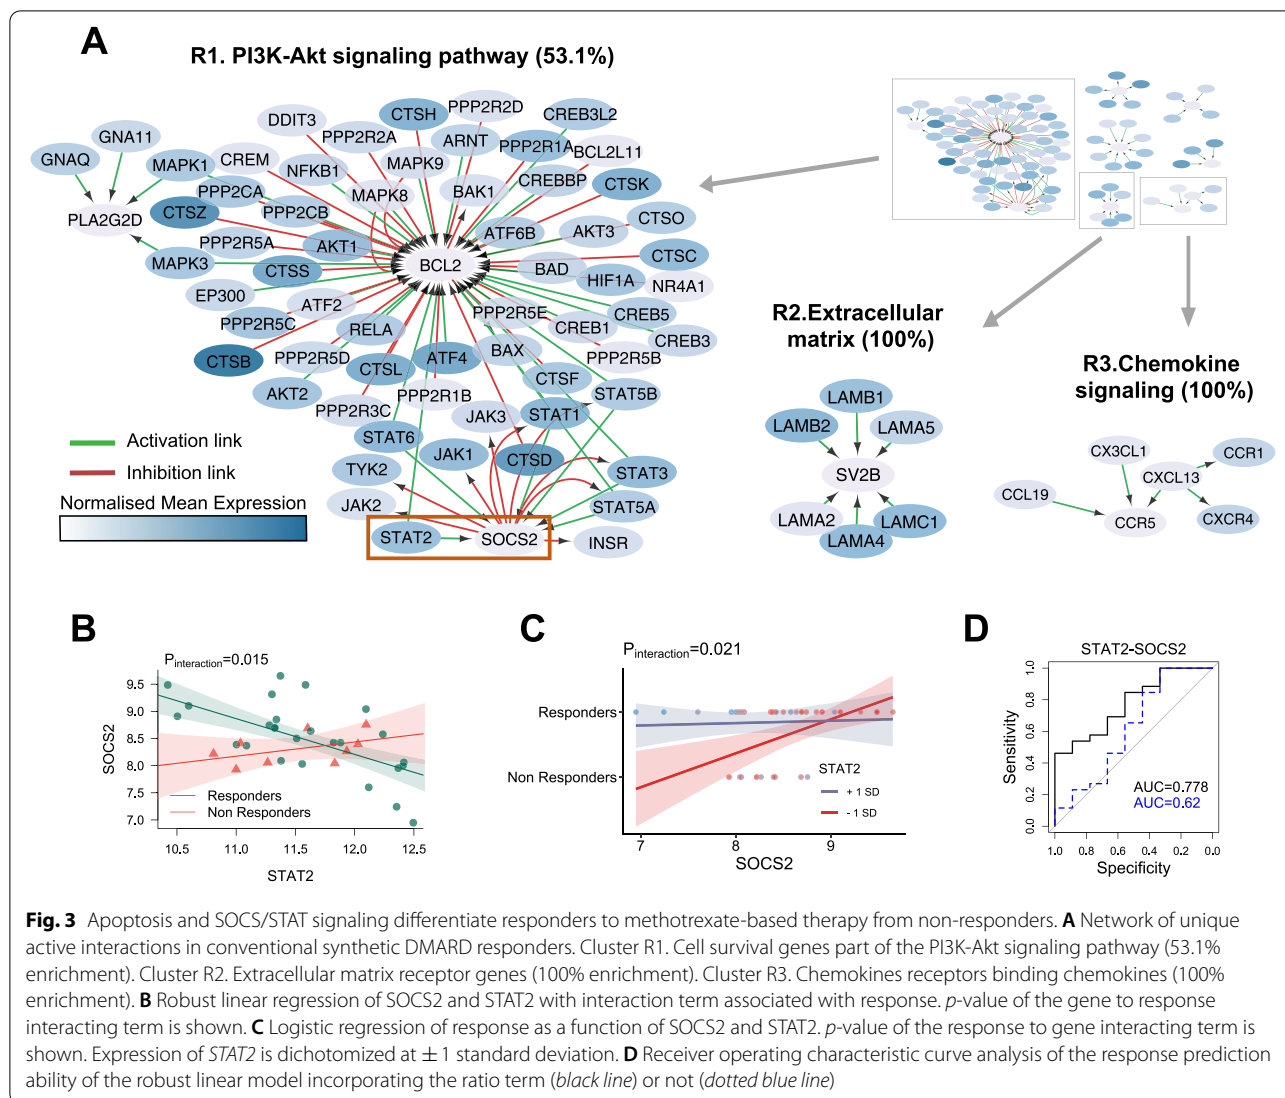 A
R1. PI3K-Akt signaling pathway (53.1%)
CTSH
PPP2R2D
DDIT3
CREB3L2
GNA11
PPP2R2A
ARNT
PPP2R1A
GNAQ
MAPK1
CREM
NFKB1
MAPK9
BCL2L11
PPP2CA
MAPK8
BAK1
CREBBP
CTSK
PLA2G2D
CTSZ
PPP2CB
CTSO
ATF6B
AKT3
PPP2R5A
AKT1
MAPK3
CTSS
BCL2
BAD
CTSC
HIF1A
NR4A1
EP300
ATF2
PPP2R5E
CREB5
PPP2R5C
RELA
CREB1
CREB3
CTSB
PPP2R5D
CTSL
ATF4
BAX
PPP2R5B
AKT2
PPP2R1B
CTSF
STAT5B
PPP2R3C
JAK3
STAT1
STAT6
TYK2
JAK1
CTSD
STAT3
JAK2
STAT5A
STAT2
SOCS2
INSR
Activation link
Inhibition link
Normalised Mean Expression
R2.Extracellular
matrix (100%)
LAMB1
LAMB2
LAMA5
SV2B
LAMA2
LAMC1
LAMA4
R3.Chemokine
signaling (100%)
CX3CL1
CCR1
CXCL13
CCL19
CCR5
CXCR4
B
Pinteraction=0.015
SOCS2
9.5
9.0
8.5
8.0
7.5
7.0
Responders
Non Responders
10.5 11.0 11.5 12.0 12.5
STAT2
C
Pinteraction=0.021
Responders
Non Responders
STAT2
+ 1 SD
- 1 SD
7 8 9
SOCS2
D
STAT2-SOCS2
Sensitivity
1.0
0.8
0.6
0.4
0.2
0.0
AUC=0.778
AUC=0.62
1.0 0.8 0.6 0.4 0.2 0.0
Specificity
Fig. 3 Apoptosis and SOCS/STAT signaling differentiate responders to methotrexate-based therapy from non-responders. A Network of unique
active interactions in conventional synthetic DMARD responders. Cluster R1. Cell survival genes part of the PI3K-Akt signaling pathway (53.1%
enrichment). Cluster R2. Extracellular matrix receptor genes (100% enrichment). Cluster R3. Chemokines receptors binding chemokines (100%
enrichment). B Robust linear regression of SOCS2 and STAT2 with interaction term associated with response. p-value of the gene to response
interacting term is shown. C Logistic regression of response as a function of SOCS2 and STAT2. p-value of the response to gene interacting term is
shown. Expression of STAT2 is dichotomized at ± 1 standard deviation. D Receiver operating characteristic curve analysis of the response prediction
ability of the robust linear model incorporating the ratio term (black line) or not (dotted blue line)